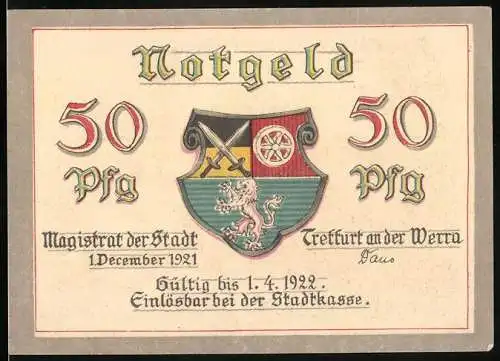 Notgeld
50 50
Pfg Pfg
Magistrat der Stadt Treffurt an der Werra
1.December 1921
Gültig bis 1.4.1922.
Einlösbar bei der Stadtkasse.